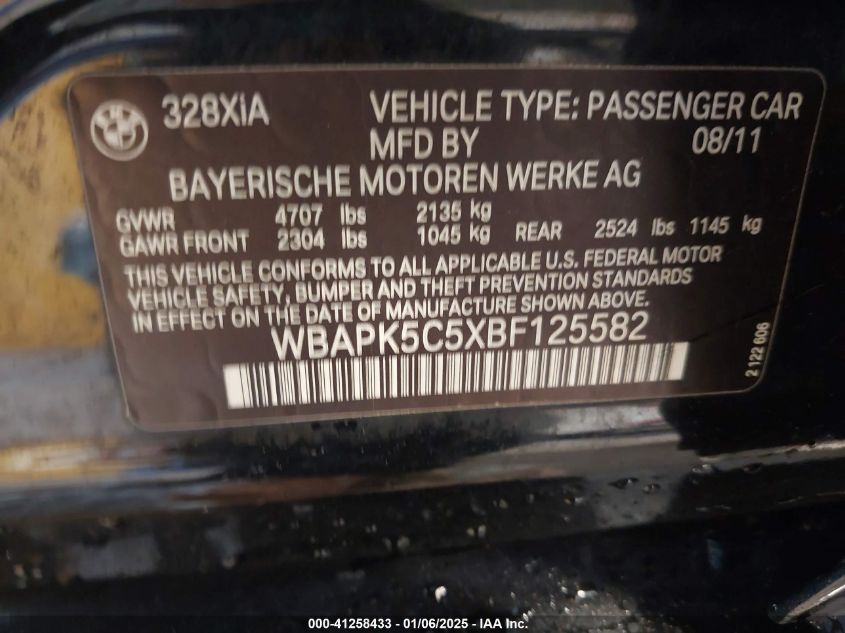 BMW
328XiA
VEHICLE TYPE: PASSENGER CAR
MFD BY 08/11
BAYERISCHE MOTOREN WERKE AG
GVWR 4707 lbs 2135 kg
GAWR FRONT 2304 lbs 1045 kg REAR 2524 lbs 1145 kg
THIS VEHICLE CONFORMS TO ALL APPLICABLE U.S. FEDERAL MOTOR
VEHICLE SAFETY, BUMPER AND THEFT PREVENTION STANDARDS
IN EFFECT ON THE DATE OF MANUFACTURE SHOWN ABOVE.
WBAPK5C5XBF125582
2 122 606
000-41258433 - 01/06/2025 - IAA Inc.